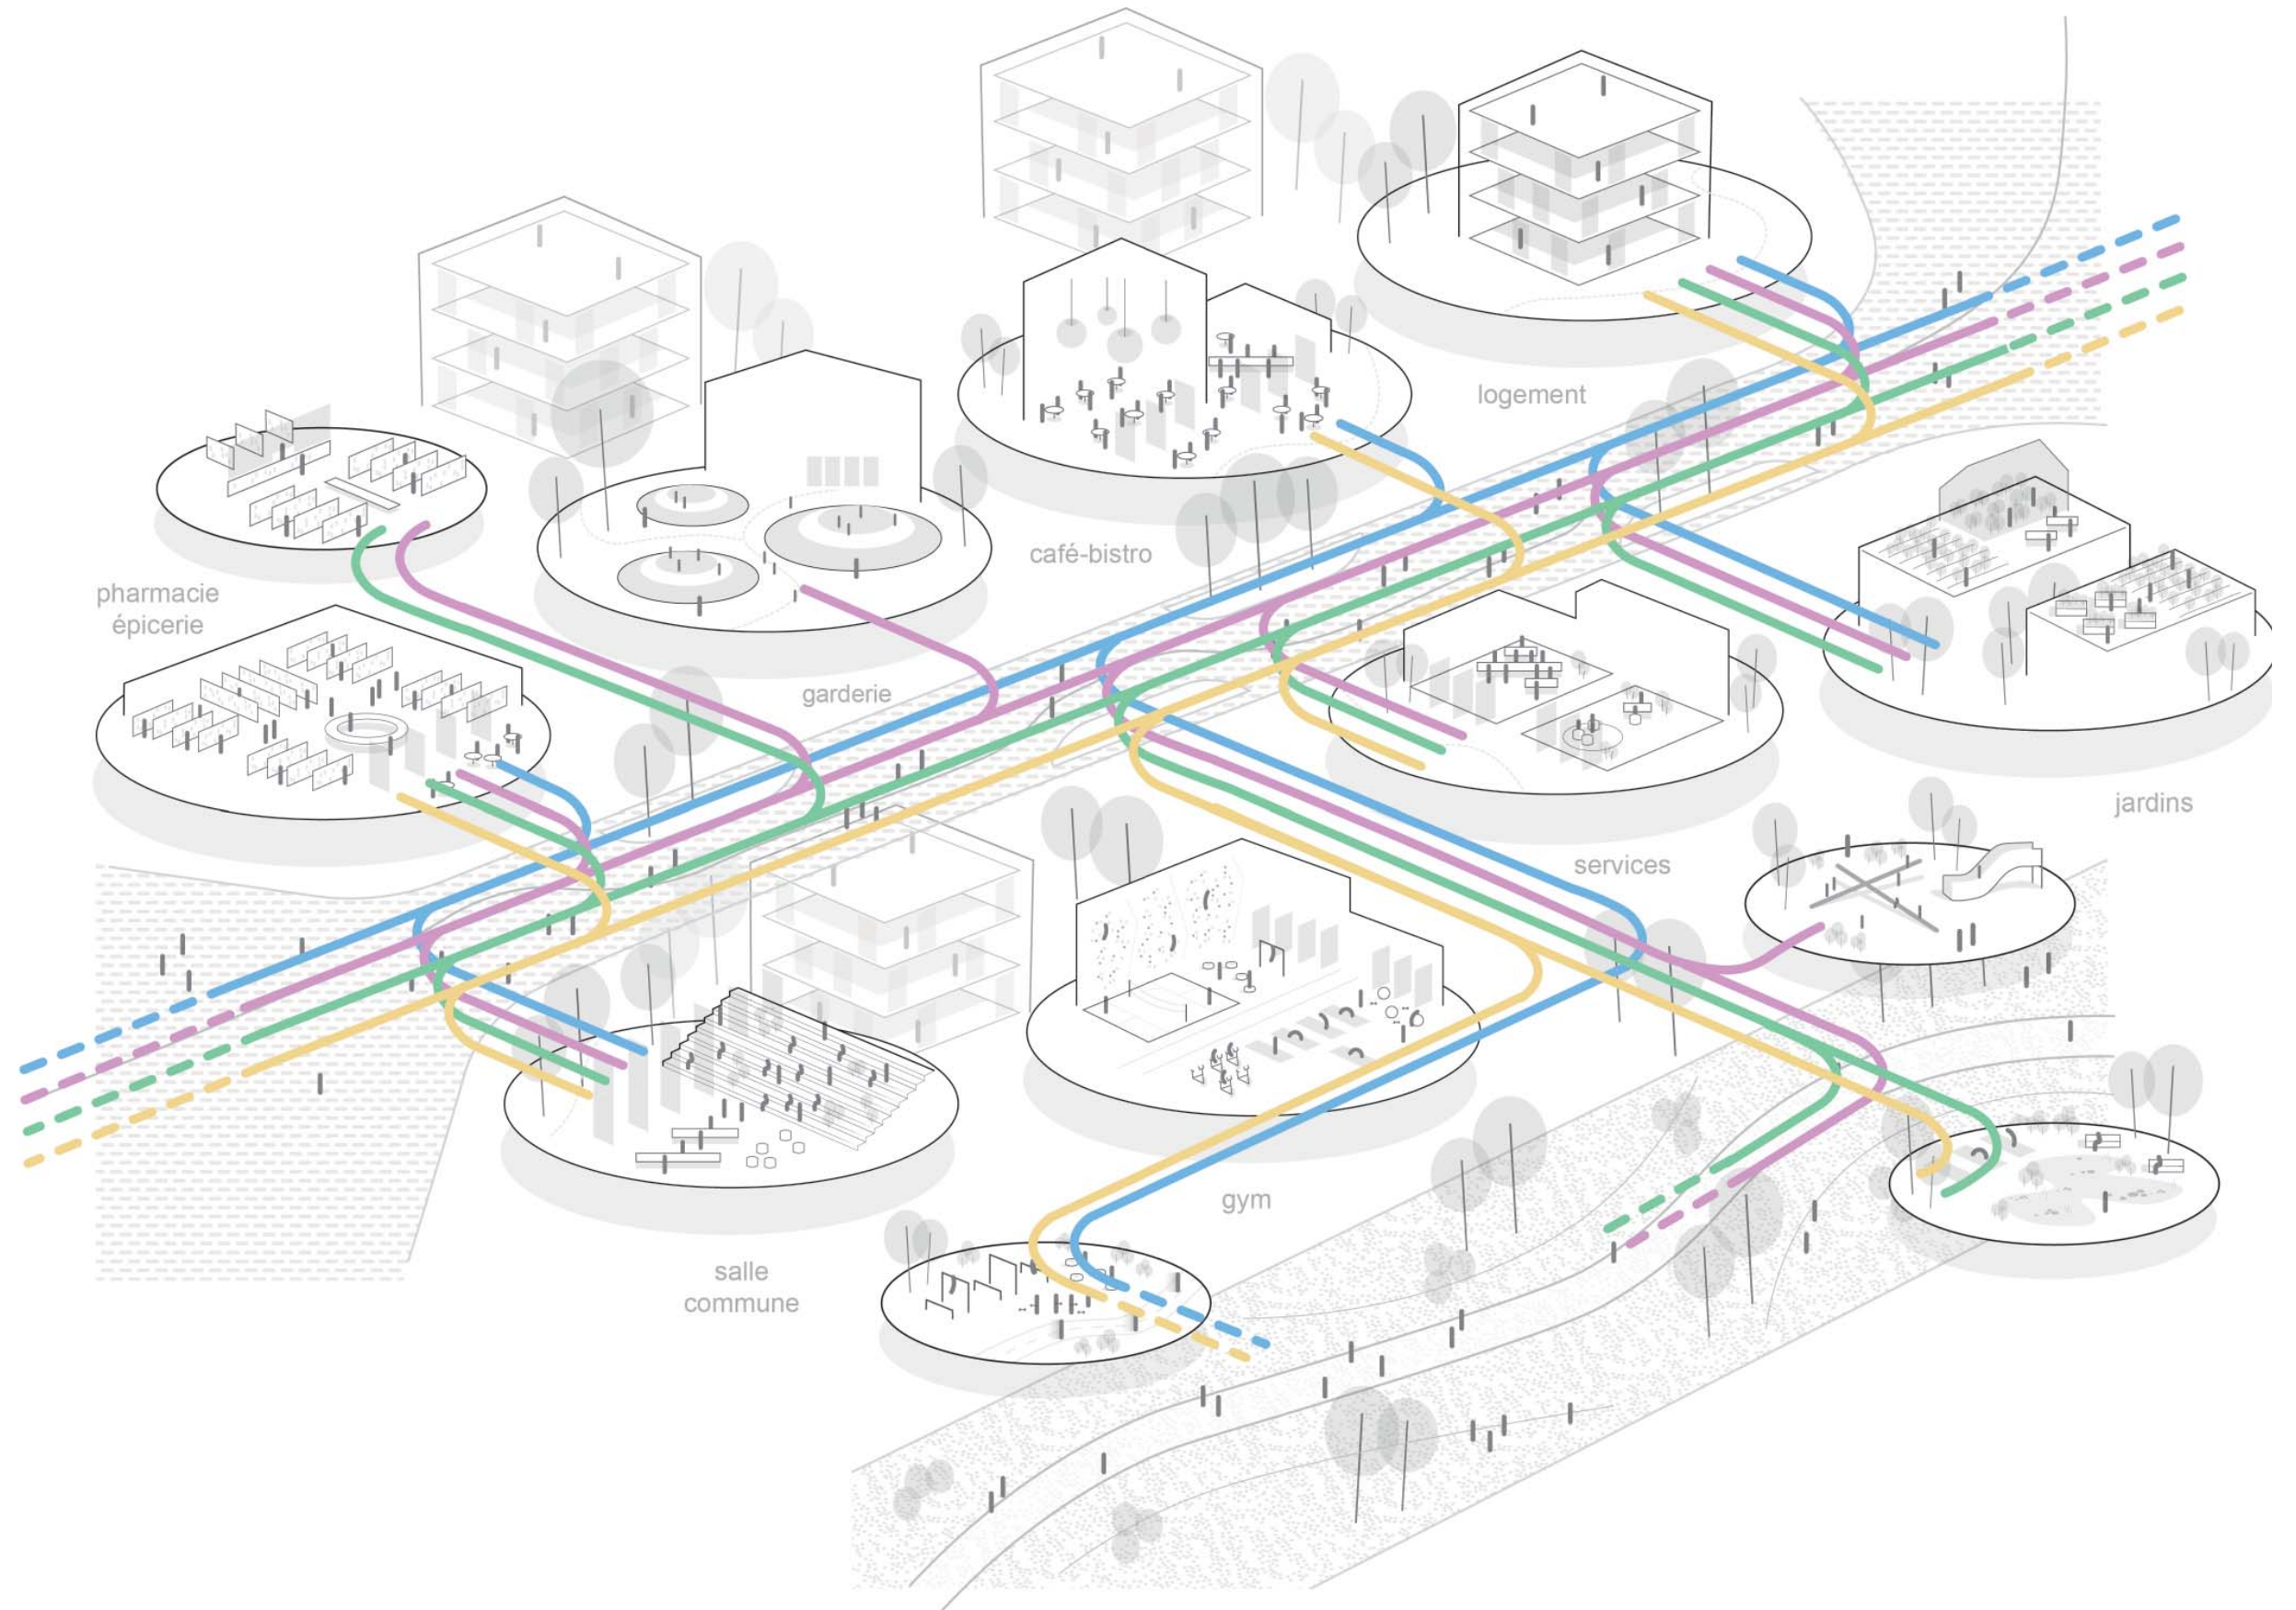 logement
café-bistro
pharmacie
épicerie
garderie
jardins
services
gym
salle
commune